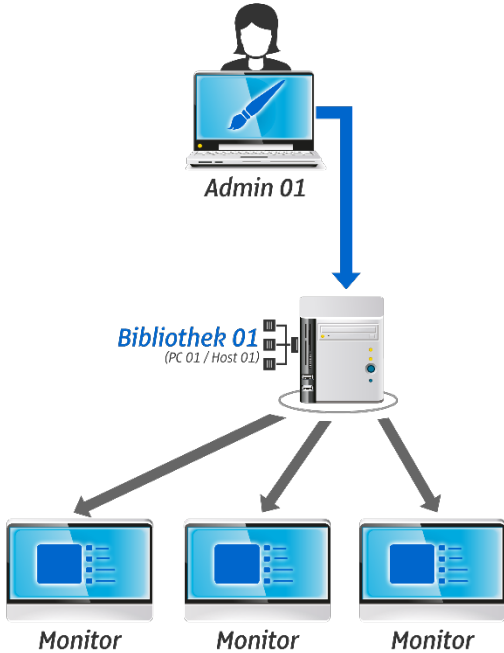 Admin 01
Bibliothek 01
(PC 01 / Host 01)
Monitor Monitor Monitor